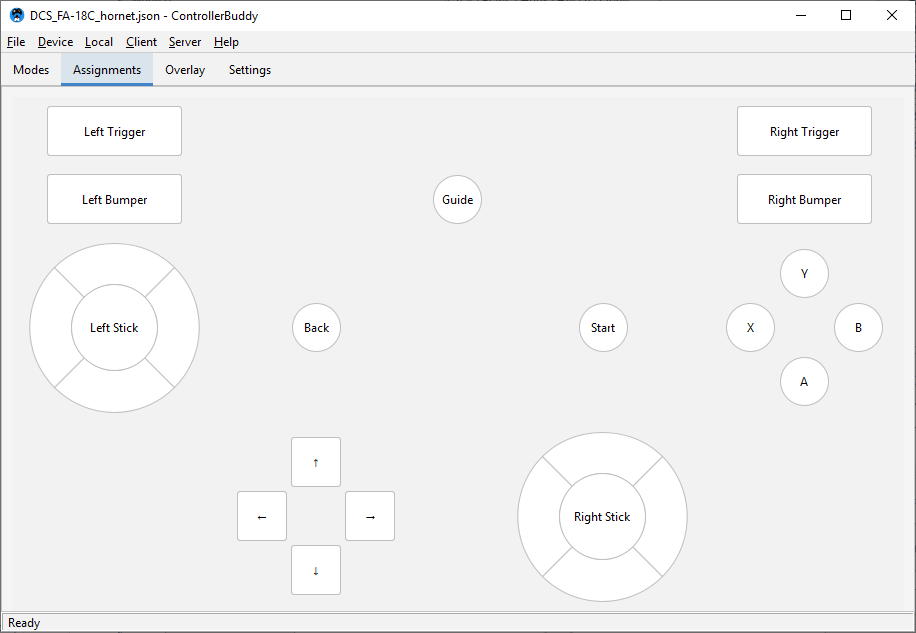 DCS_FA-18C_hornet.json - ControllerBuddy
File Device Local Client Server Help
Modes Assignments Overlay Settings
Left Trigger Right Trigger
Left Bumper Guide Right Bumper
Y
Left Stick Back Start X B
A
↑
← → Right Stick
↓
Ready